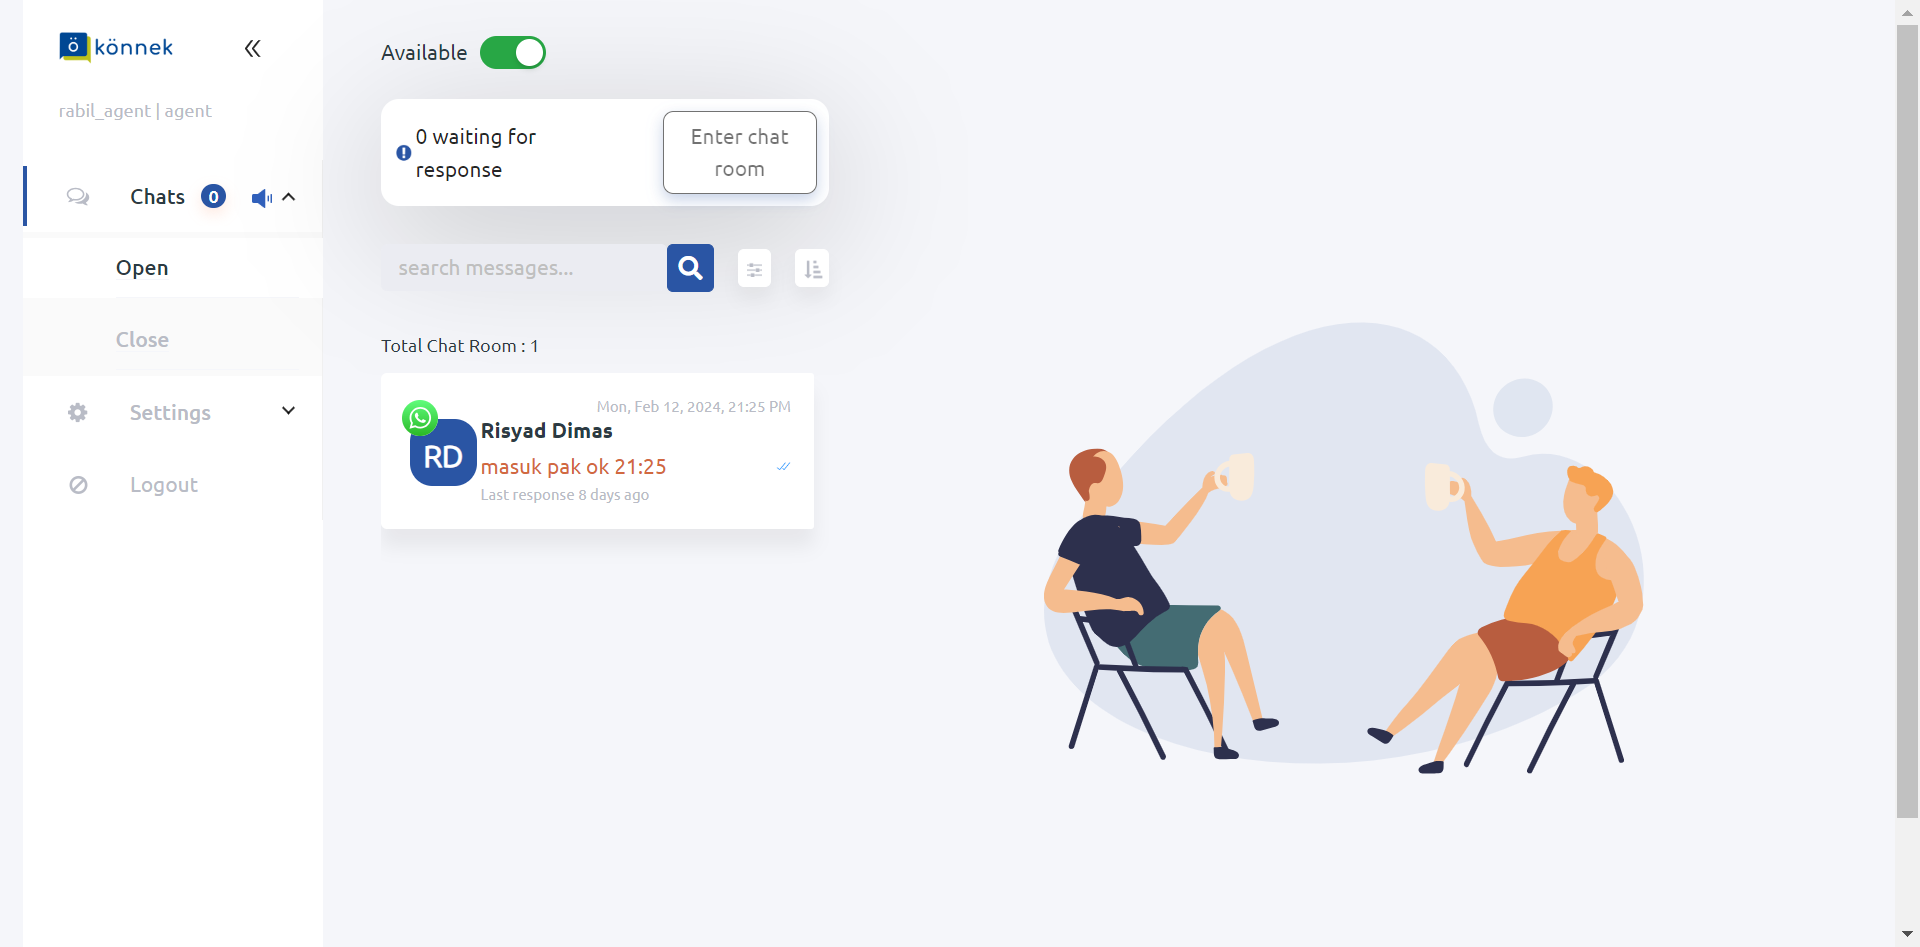 ö könnek
rabil_agent | agent
Chats 0
Open
Close
Settings
Logout
Available
0 waiting for
response
Enter chat
room
search messages...
Total Chat Room : 1
Mon, Feb 12, 2024, 21:25 PM
RD
Risyad Dimas
masuk pak ok 21:25
Last response 8 days ago